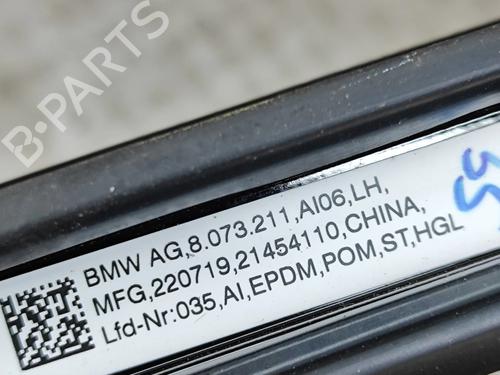 B-PARTS
BMW AG,8.073.211,AI06,LH,
MFG,220719,21454110,CHINA,
Lfd-Nr:035,AI,EPDM,POM,ST,HGL